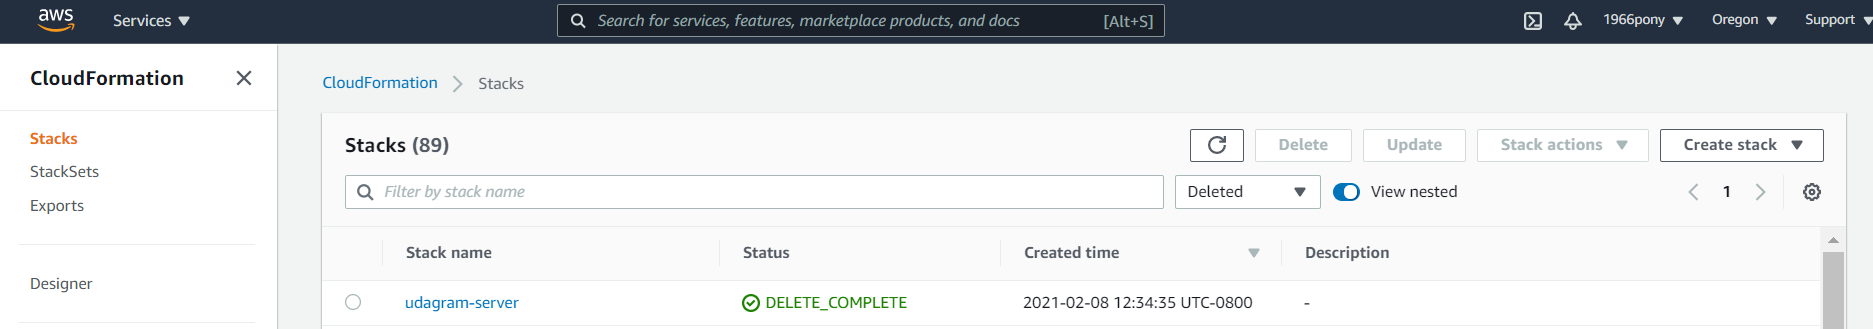 aws Services Search for services, features, marketplace products, and docs [Alt+S] 1966pony Oregon Support
CloudFormation
Stacks
StackSets
Exports
Designer
CloudFormation Stacks
Stacks (89) Delete Update Stack actions Create stack
Filter by stack name Deleted View nested 1
Stack name Status Created time Description
udagram-server DELETE_COMPLETE 2021-02-08 12:34:35 UTC-0800 -